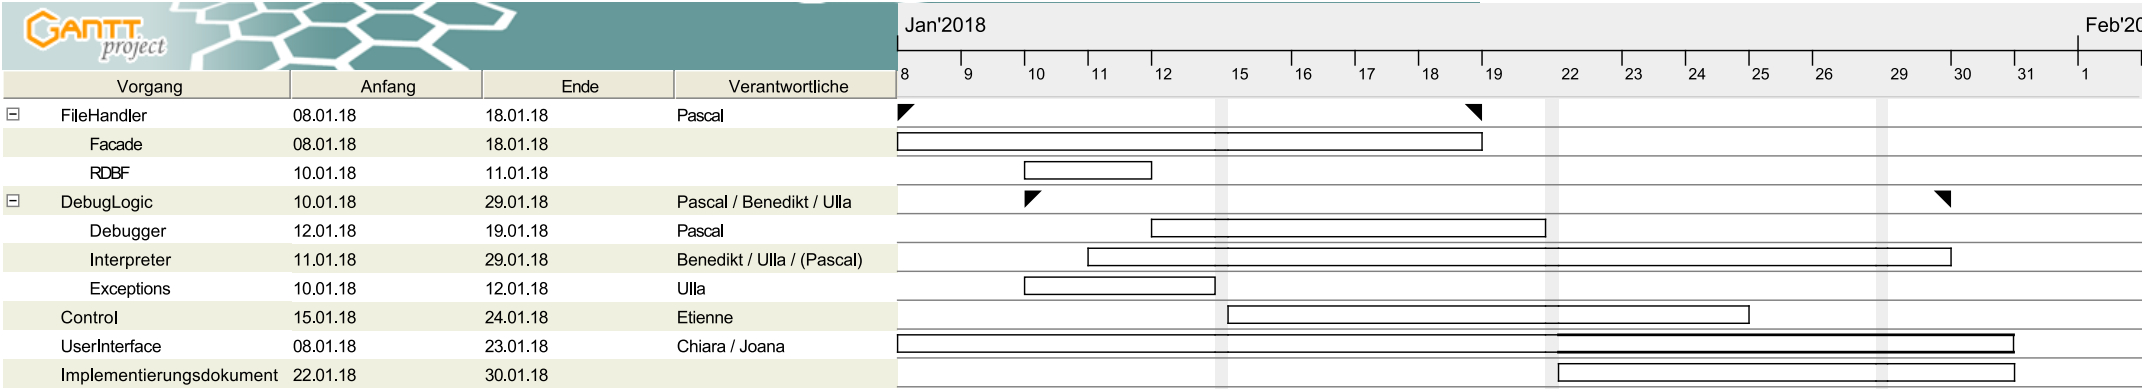 GANTT
project
Jan'2018 Feb'20
8 9 10 11 12 15 16 17 18 19 22 23 24 25 26 29 30 31 1
Vorgang Anfang Ende Verantwortliche
FileHandler 08.01.18 18.01.18 Pascal
Facade 08.01.18 18.01.18
RDBF 10.01.18 11.01.18
DebugLogic 10.01.18 29.01.18 Pascal / Benedikt / Ulla
Debugger 12.01.18 19.01.18 Pascal
Interpreter 11.01.18 29.01.18 Benedikt / Ulla / (Pascal)
Exceptions 10.01.18 12.01.18 Ulla
Control 15.01.18 24.01.18 Etienne
UserInterface 08.01.18 23.01.18 Chiara / Joana
Implementierungsdokument 22.01.18 30.01.18